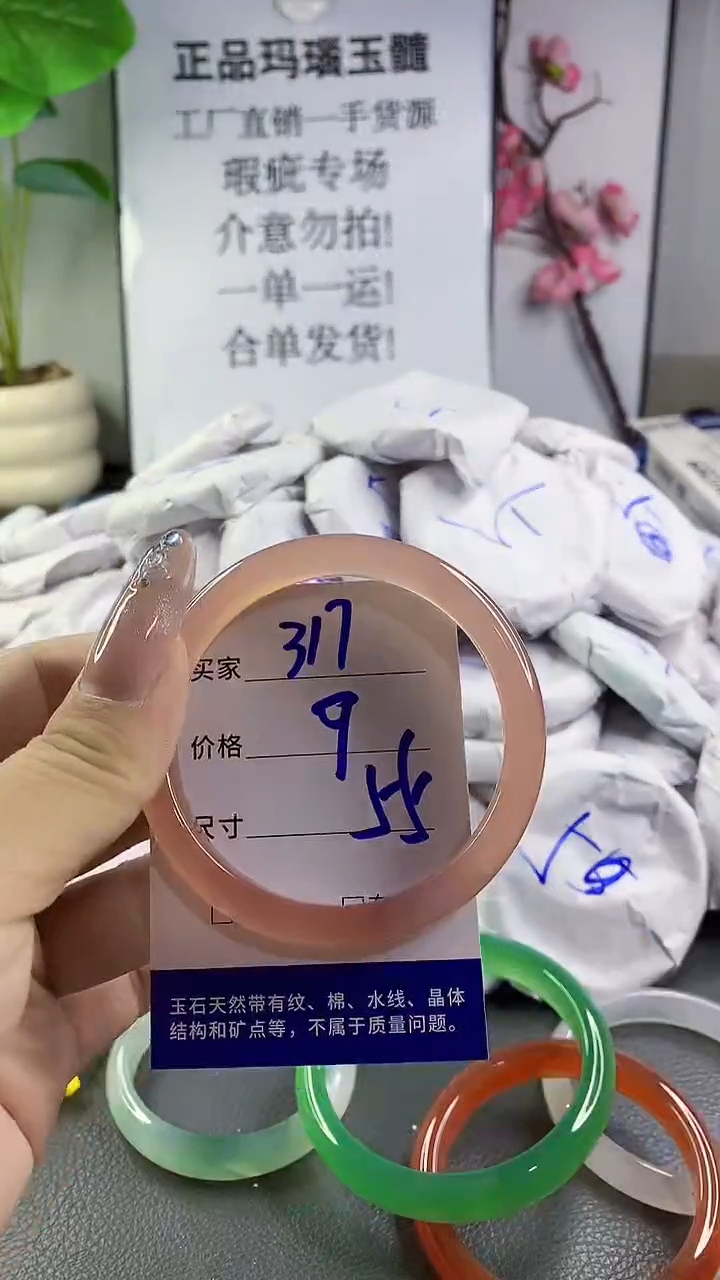 正品玛瑙玉髓
工厂直销一手货源
瑕疵专场
介意勿拍!
一单一运!
合单发货!
买家 317
价格 9
尺寸 55
玉石天然带有纹、棉、水线、晶体
结构和矿点等，不属于质量问题。